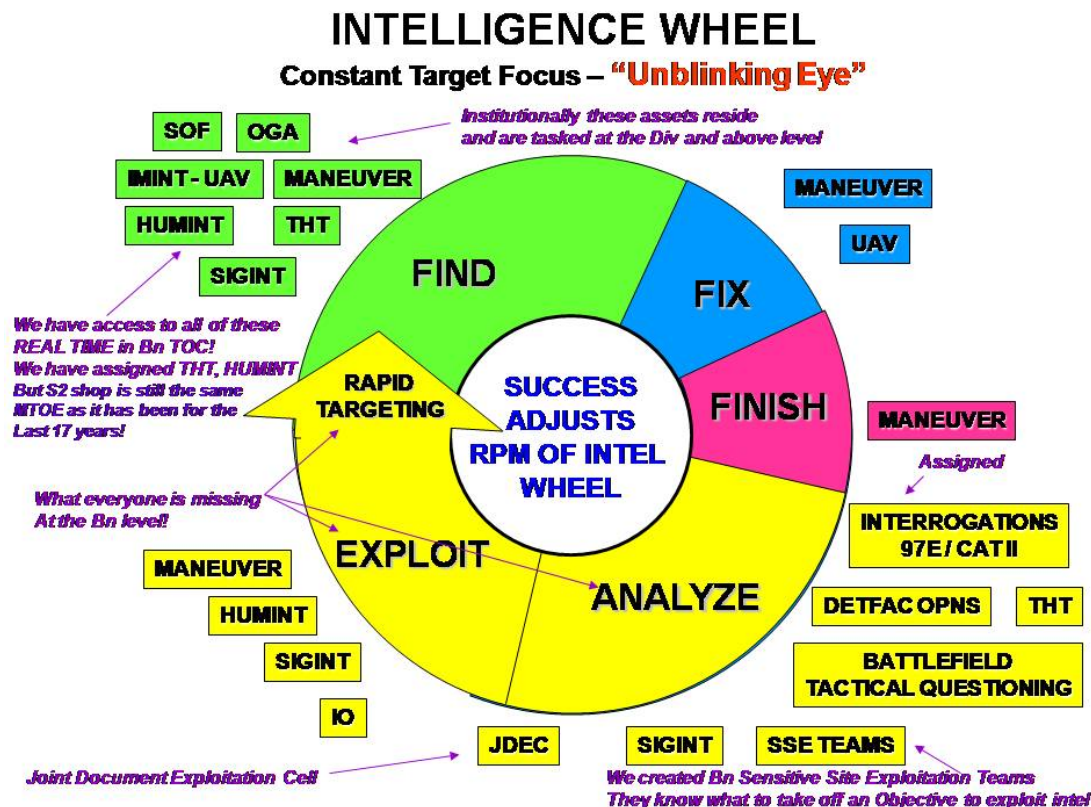 INTELLIGENCE WHEEL
Constant Target Focus – “Unblinking Eye”
SOF
OGA
Institutionally these assets reside
and are tasked at the Div and above level
IMINT - UAV
MANEUVER
HUMINT
THT
SIGINT
MANEUVER
UAV
FIND
FIX
FINISH
We have access to all of these
REAL TIME in Bn TOC!
We have assigned THT, HUMINT
But S2 shop is still the same
MTOE as it has been for the
Last 17 years!
RAPID
TARGETING
SUCCESS
ADJUSTS
RPM OF INTEL
WHEEL
MANEUVER
Assigned
What everyone is missing
At the Bn level!
EXPLOIT
ANALYZE
INTERROGATIONS
97E / CAT II
DETFAC OPNS
THT
BATTLEFIELD
TACTICAL QUESTIONING
MANEUVER
HUMINT
SIGINT
IO
JDEC
SIGINT
SSE TEAMS
Joint Document Exploitation Cell
We created Bn Sensitive Site Exploitation Teams
They know what to take off an Objective to exploit intel